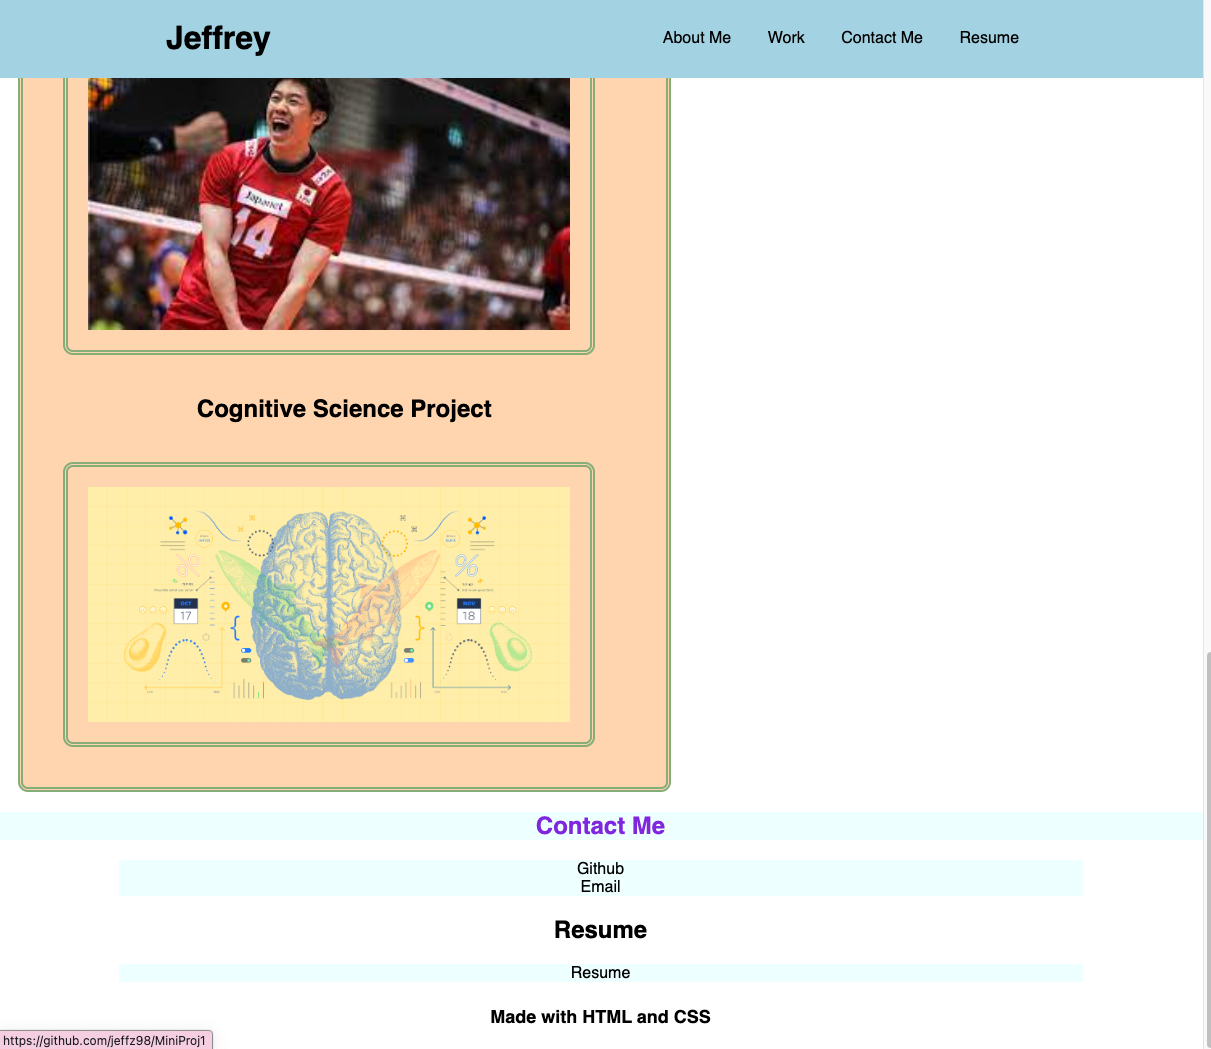 Jeffrey
About Me
Work
Contact Me
Resume
Japanet
14
Cognitive Science Project
OCT
17
NOV
18
Contact Me
Github
Email
Resume
Resume
Made with HTML and CSS
https://github.com/jeffz98/MiniProj1